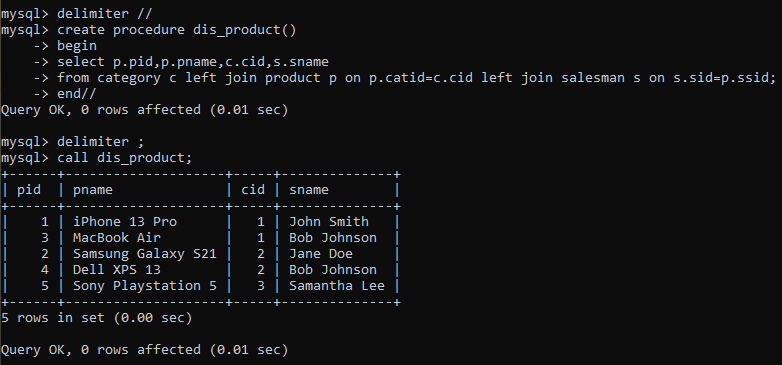 mysql> delimiter //
mysql> create procedure dis_product()
    -> begin
    -> select p.pid,p.pname,c.cid,s.sname
    -> from category c left join product p on p.catid=c.cid left join salesman s on s.sid=p.ssid;
    -> end//
Query OK, 0 rows affected (0.01 sec)

mysql> delimiter ;
mysql> call dis_product;
+------+--------------------+-----+--------------+
| pid  | pname              | cid | sname        |
+------+--------------------+-----+--------------+
|    1 | iPhone 13 Pro      |   1 | John Smith   |
|    3 | MacBook Air        |   1 | Bob Johnson  |
|    2 | Samsung Galaxy S21 |   2 | Jane Doe     |
|    4 | Dell XPS 13        |   2 | Bob Johnson  |
|    5 | Sony Playstation 5 |   3 | Samantha Lee |
+------+--------------------+-----+--------------+
5 rows in set (0.00 sec)

Query OK, 0 rows affected (0.01 sec)